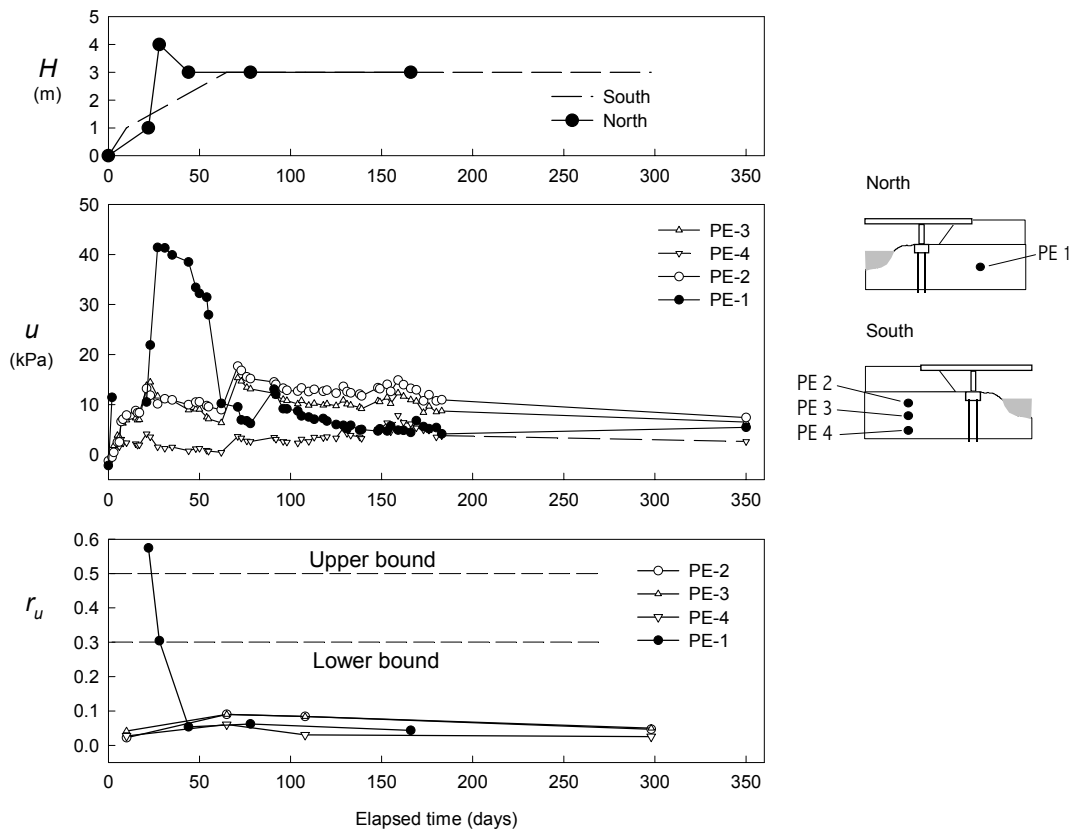 5
4
3
2
1
0
H
(m)
South
North
0 50 100 150 200 250 300 350
50
40
30
20
10
0
u
(kPa)
PE-3
PE-4
PE-2
PE-1
0 50 100 150 200 250 300 350
0.6
0.5
0.4
0.3
0.2
0.1
0.0
r_u
Upper bound
Lower bound
PE-2
PE-3
PE-4
PE-1
0 50 100 150 200 250 300 350
Elapsed time (days)
North
PE 1
South
PE 2
PE 3
PE 4